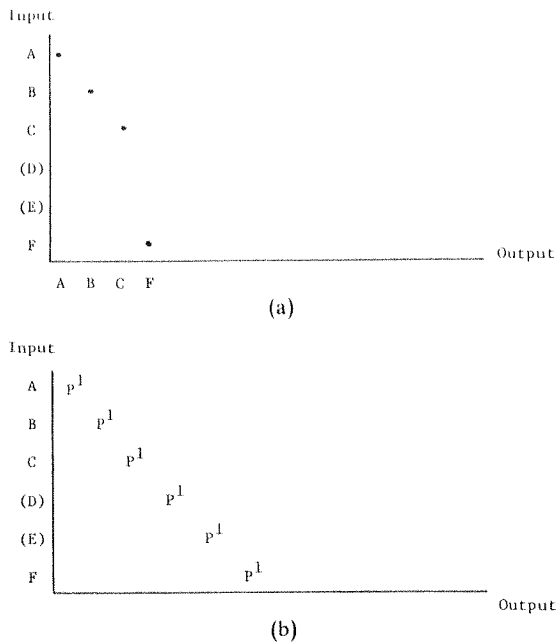 Input
A
B
C
(D)
(E)
F
Output
A B C F
(a)
Input
A p¹
B p¹
C p¹
(D) p¹
(E) p¹
F p¹
Output
(b)